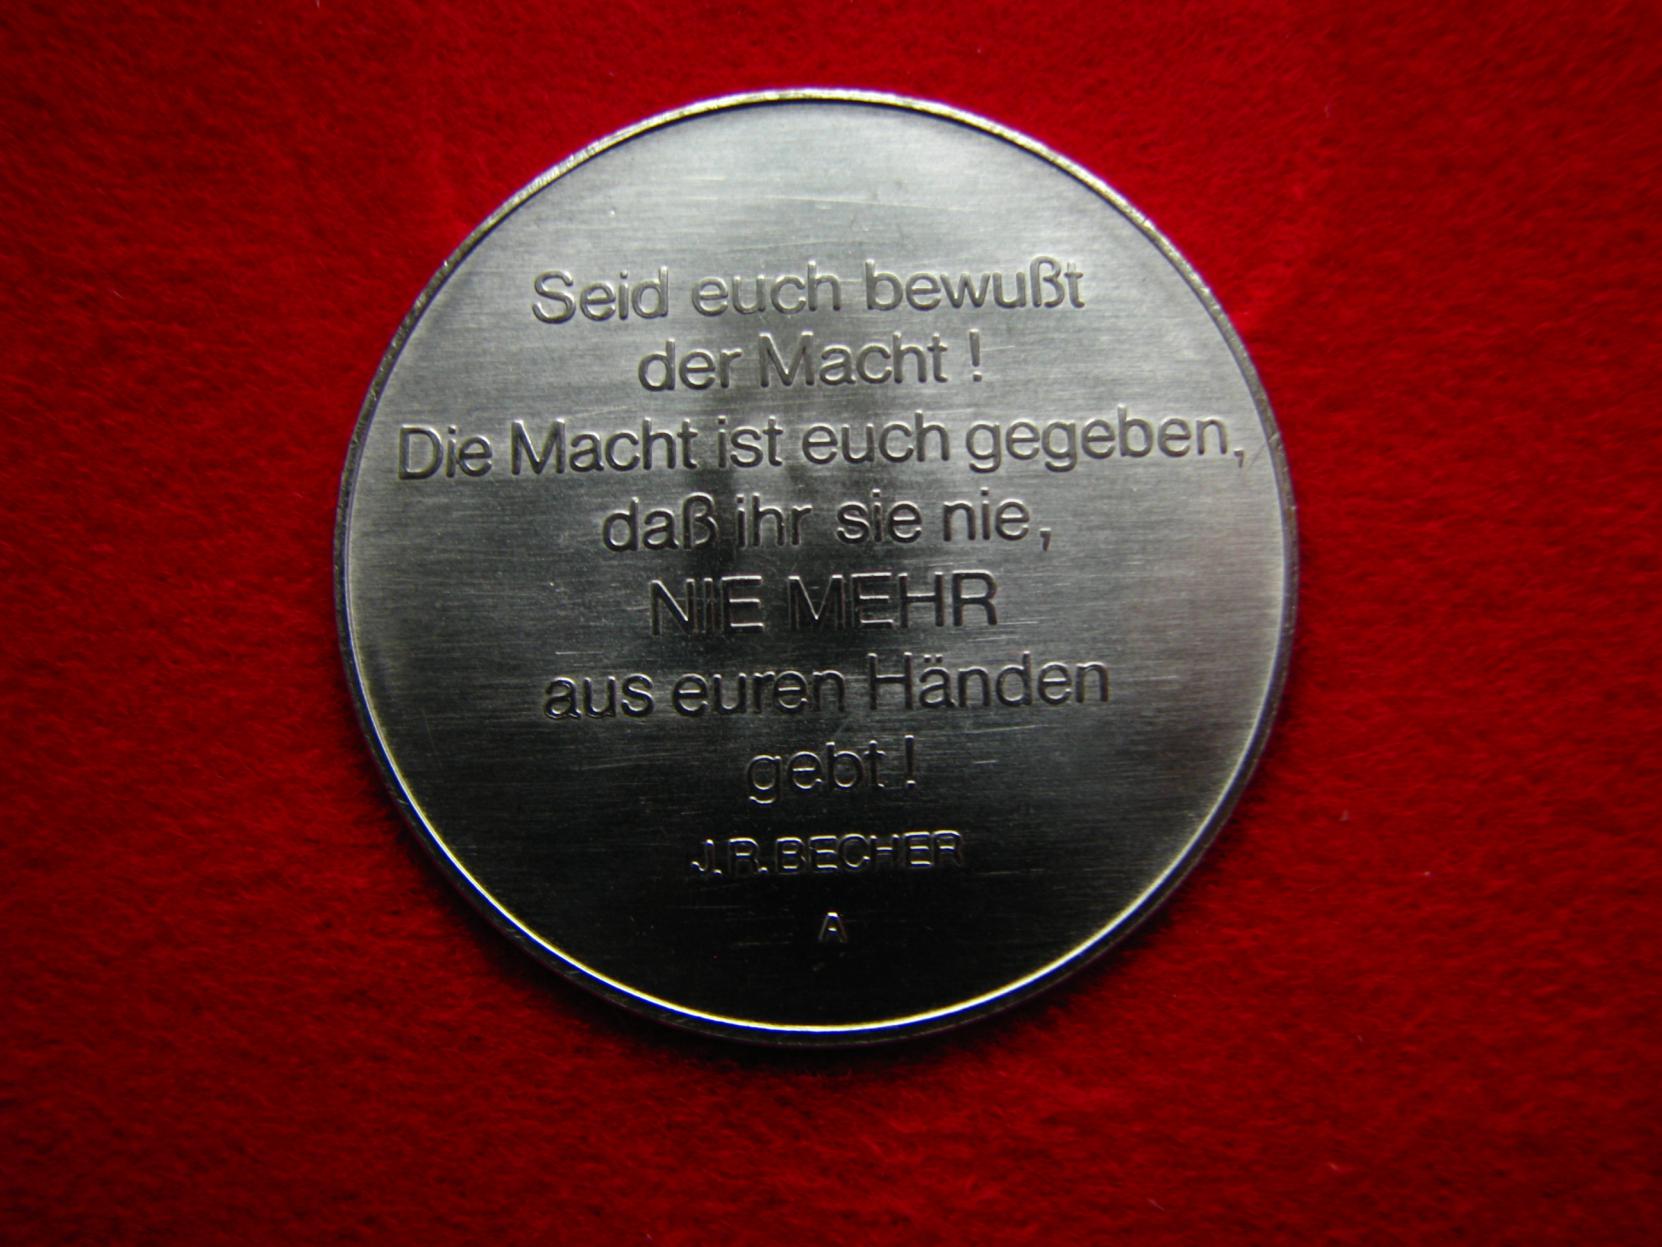 Seid euch bewußt
der Macht !
Die Macht ist euch gegeben,
daß ihr sie nie,
NIE MEHR
aus euren Händen
gebt !
J.R.BECHER
A